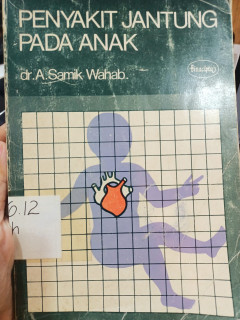 PENYAKIT JANTUNG
PADA ANAK
dr. A. Samik Wahab.
6.12
h